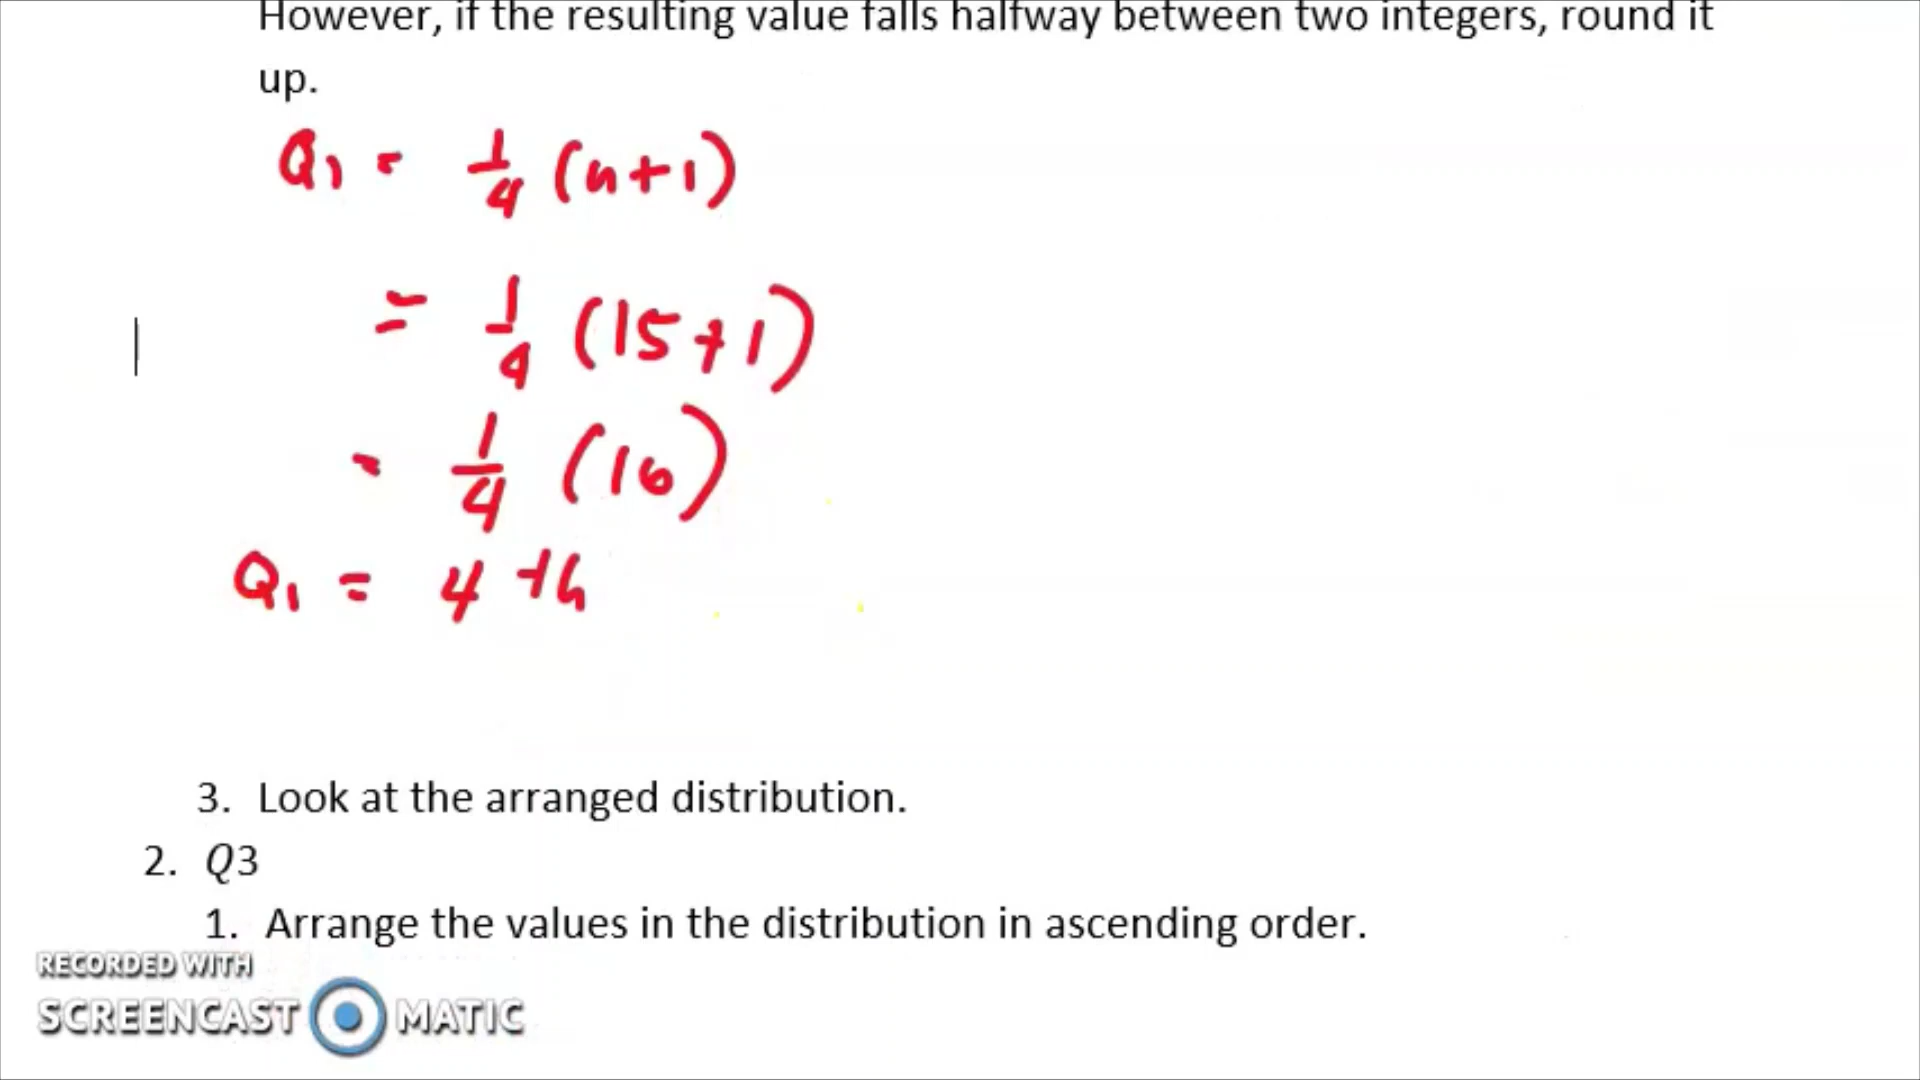 However, if the resulting value falls halfway between two integers, round it
up.
Q1 = 1/4 (n+1)
= 1/4 (15+1)
= 1/4 (16)
Q1 = 4th
3. Look at the arranged distribution.
2. Q3
1. Arrange the values in the distribution in ascending order.
RECORDED WITH
SCREENCAST MATIC